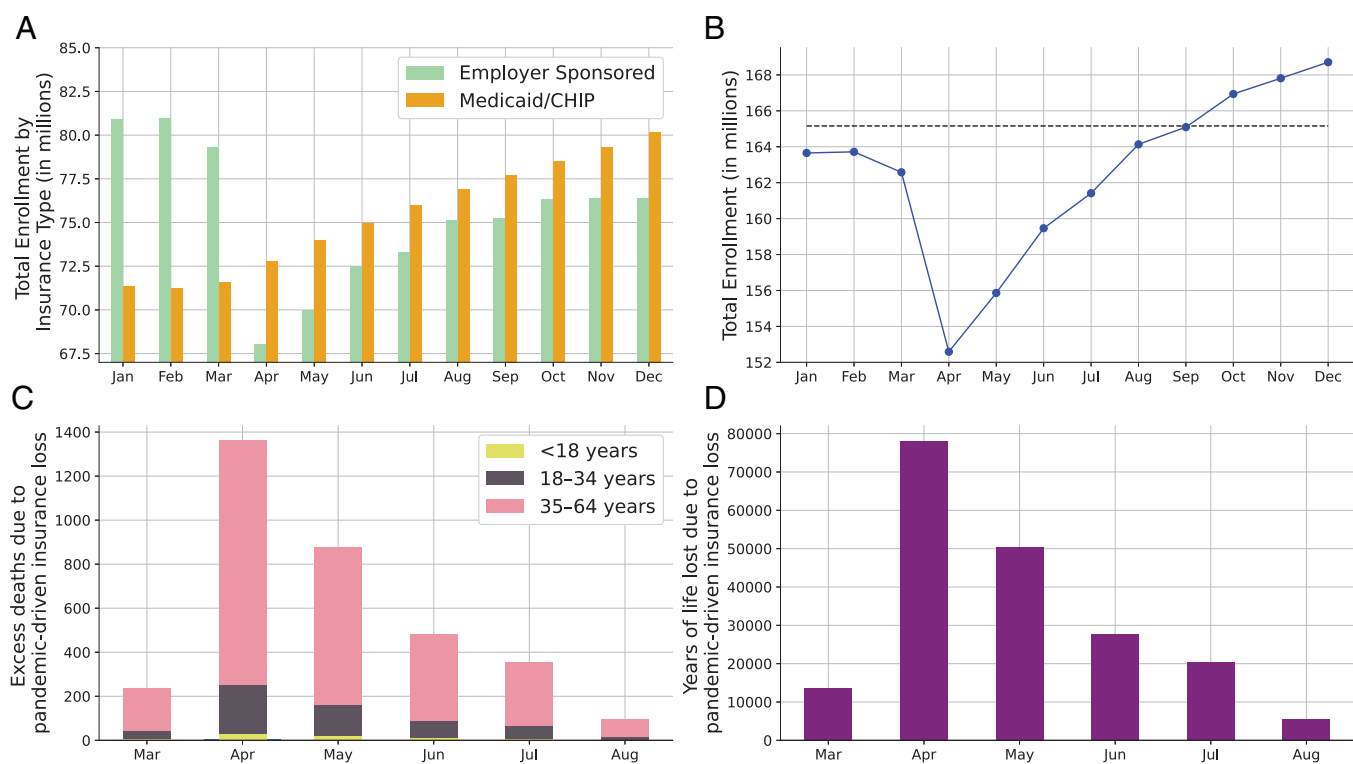 A
Total Enrollment by
Insurance Type (in millions)
85.0
82.5
80.0
77.5
75.0
72.5
70.0
67.5
Employer Sponsored
Medicaid/CHIP
Jan Feb Mar Apr May Jun Jul Aug Sep Oct Nov Dec
B
Total Enrollment (in millions)
168
166
164
162
160
158
156
154
152
Jan Feb Mar Apr May Jun Jul Aug Sep Oct Nov Dec
C
Excess deaths due to
pandemic-driven insurance loss
1400
1200
1000
800
600
400
200
0
<18 years
18–34 years
35–64 years
Mar Apr May Jun Jul Aug
D
Years of life lost due to
pandemic-driven insurance loss
80000
70000
60000
50000
40000
30000
20000
10000
0
Mar Apr May Jun Jul Aug